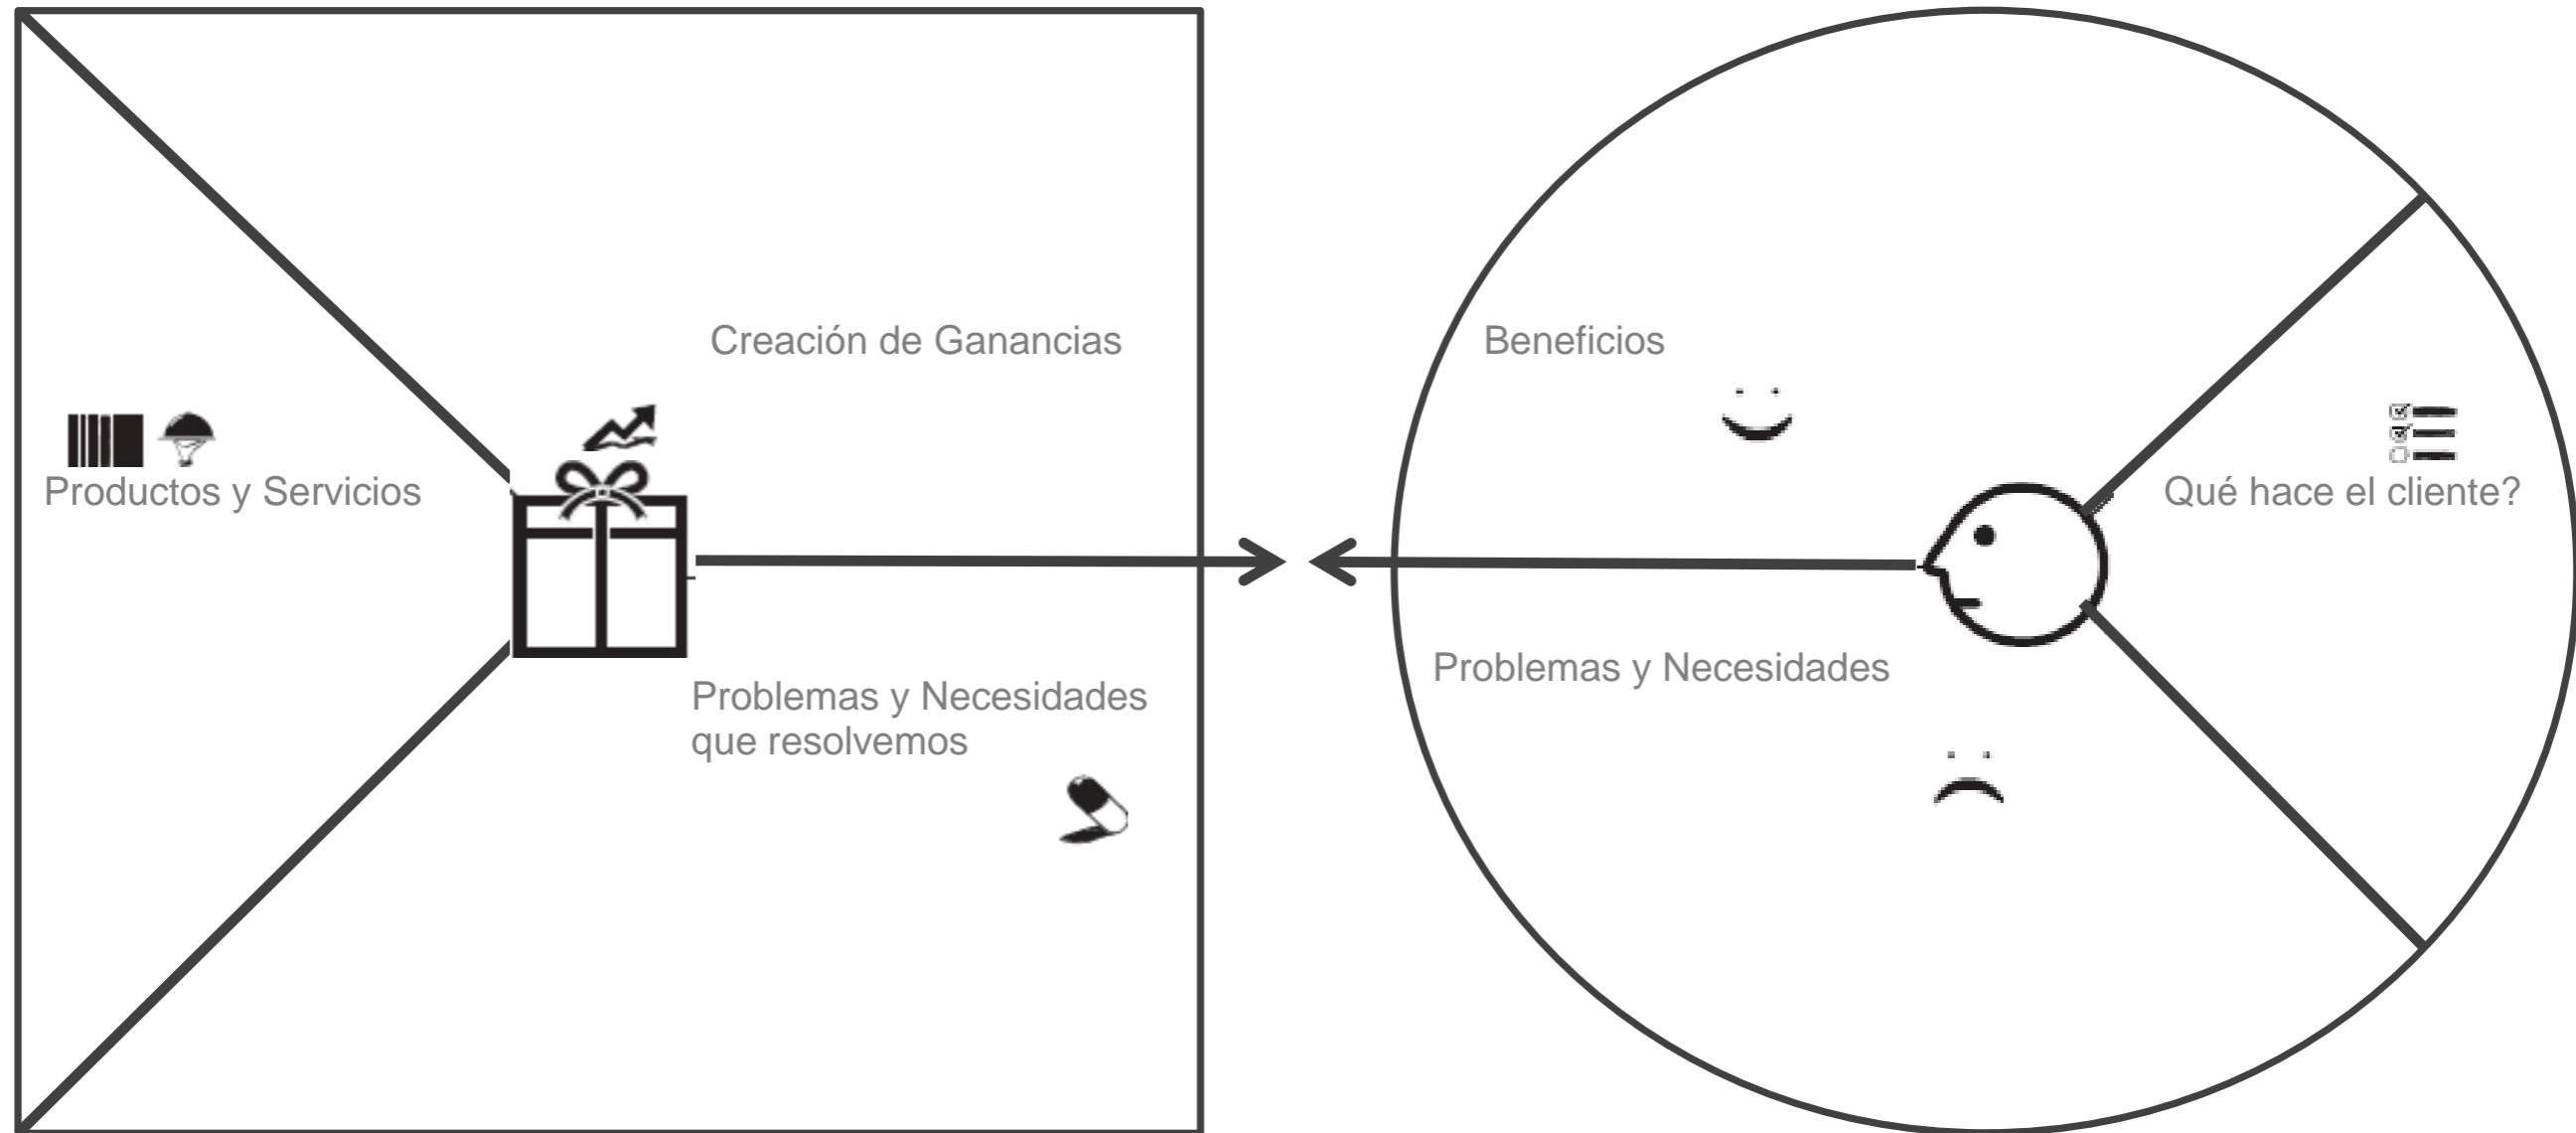 Creación de Ganancias
Productos y Servicios
Problemas y Necesidades
que resolvemos
Beneficios
Qué hace el cliente?
Problemas y Necesidades